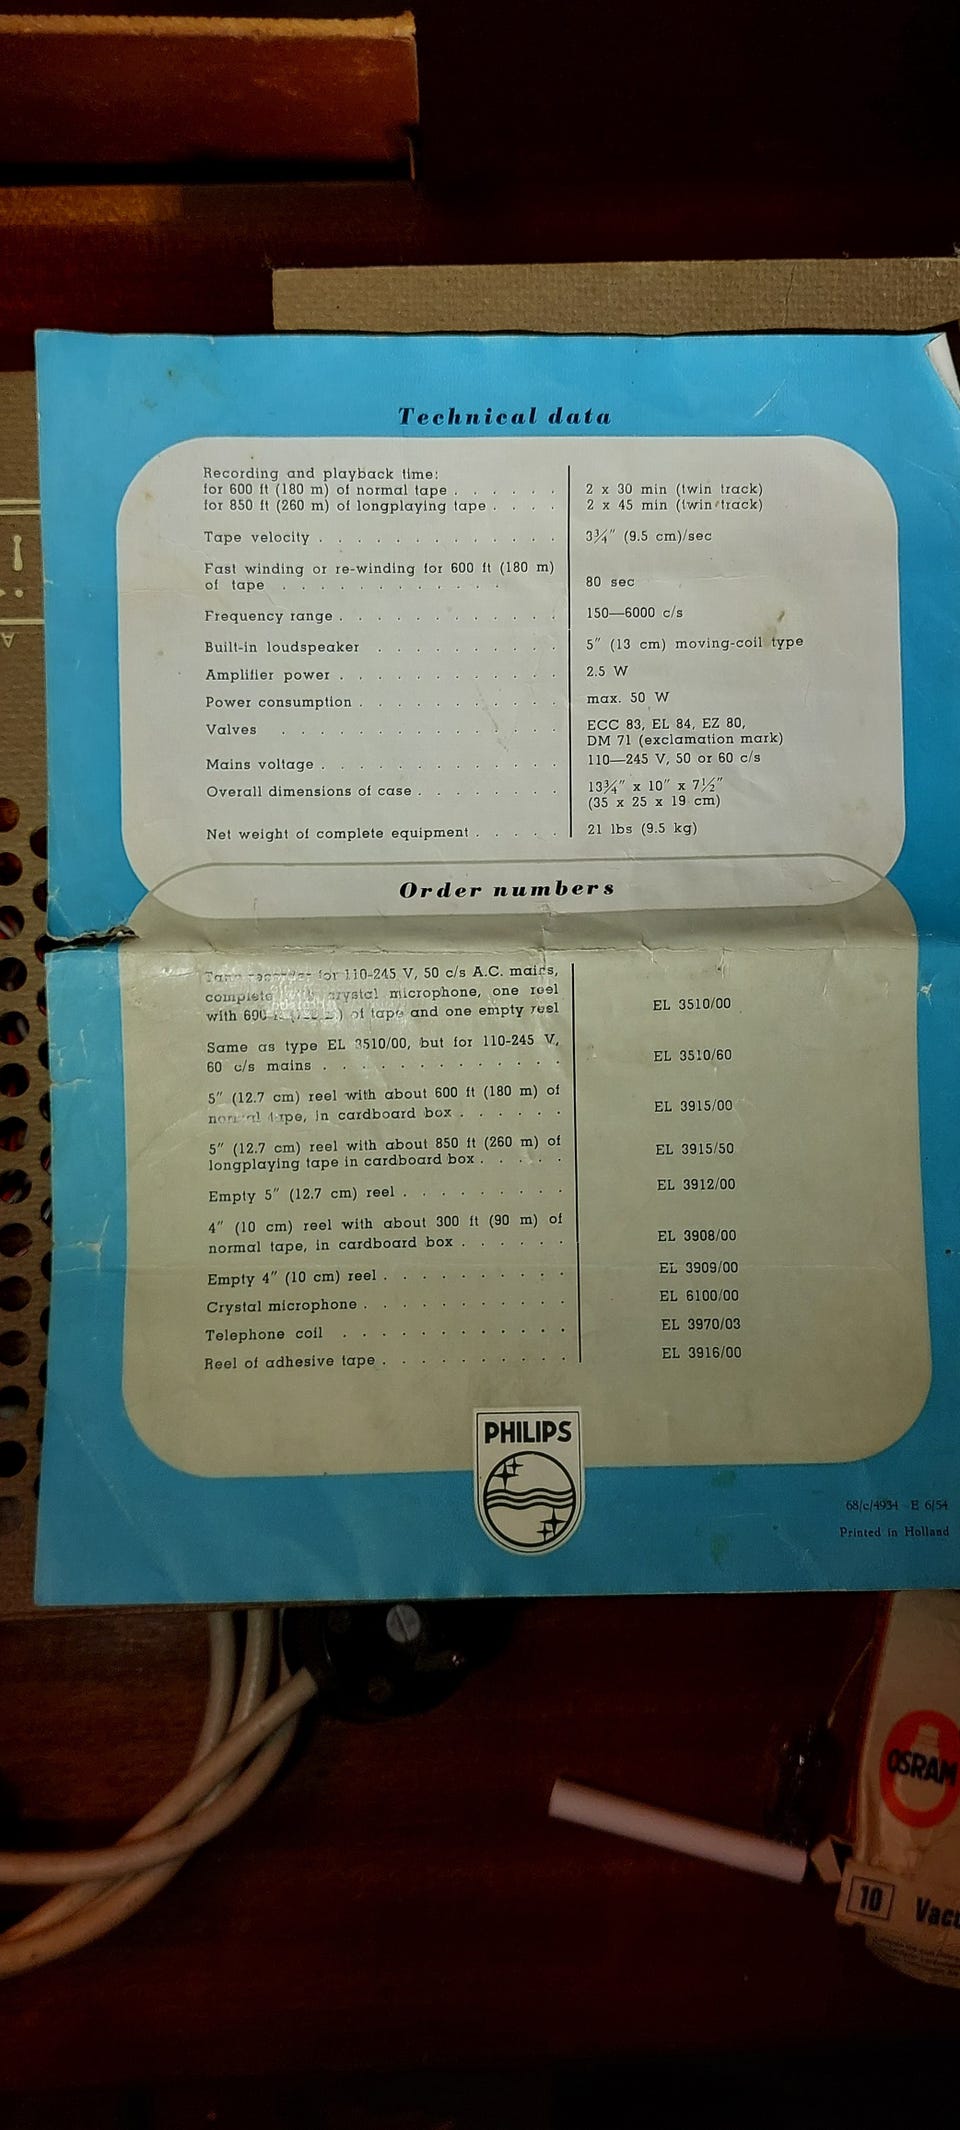 Technical data
Recording and playback time:
for 600 ft (180 m) of normal tape . . . . . . 2 x 30 min (twin track)
for 850 ft (260 m) of longplaying tape . . . . 2 x 45 min (twin track)
Tape velocity . . . . . . . . . . . . . 3¾" (9.5 cm)/sec
Fast winding or re-winding for 600 ft (180 m)
of tape . . . . . . . . . . . . 80 sec
Frequency range . . . . . . . . . . . . 150—6000 c/s
Built-in loudspeaker . . . . . . . . . . 5" (13 cm) moving-coil type
Amplifier power . . . . . . . . . . . . 2.5 W
Power consumption . . . . . . . . . . . max. 50 W
Valves . . . . . . . . . . . . . . . ECC 83, EL 84, EZ 80,
DM 71 (exclamation mark)
Mains voltage . . . . . . . . . . . . . 110—245 V, 50 or 60 c/s
Overall dimensions of case . . . . . . . . 13¾" x 10" x 7½"
(35 x 25 x 19 cm)
Net weight of complete equipment . . . . . 21 lbs (9.5 kg)
Order numbers
Tape recorder for 110-245 V, 50 c/s A.C. mains,
complete with crystal microphone, one reel EL 3510/00
with 600 ft (180 m) of tape and one empty reel
Same as type EL 3510/00, but for 110-245 V,
60 c/s mains . . . . . . . . . . . . EL 3510/60
5" (12.7 cm) reel with about 600 ft (180 m) of
normal tape, in cardboard box . . . . . . EL 3915/00
5" (12.7 cm) reel with about 850 ft (260 m) of
longplaying tape in cardboard box . . . . . EL 3915/50
Empty 5" (12.7 cm) reel . . . . . . . . . EL 3912/00
4" (10 cm) reel with about 300 ft (90 m) of
normal tape, in cardboard box . . . . . . EL 3908/00
Empty 4" (10 cm) reel . . . . . . . . . . EL 3909/00
Crystal microphone . . . . . . . . . . . EL 6100/00
Telephone coil . . . . . . . . . . . . EL 3970/03
Reel of adhesive tape . . . . . . . . . . EL 3916/00
PHILIPS
68/c/4934 E 6/54
Printed in Holland
OSRAM
10